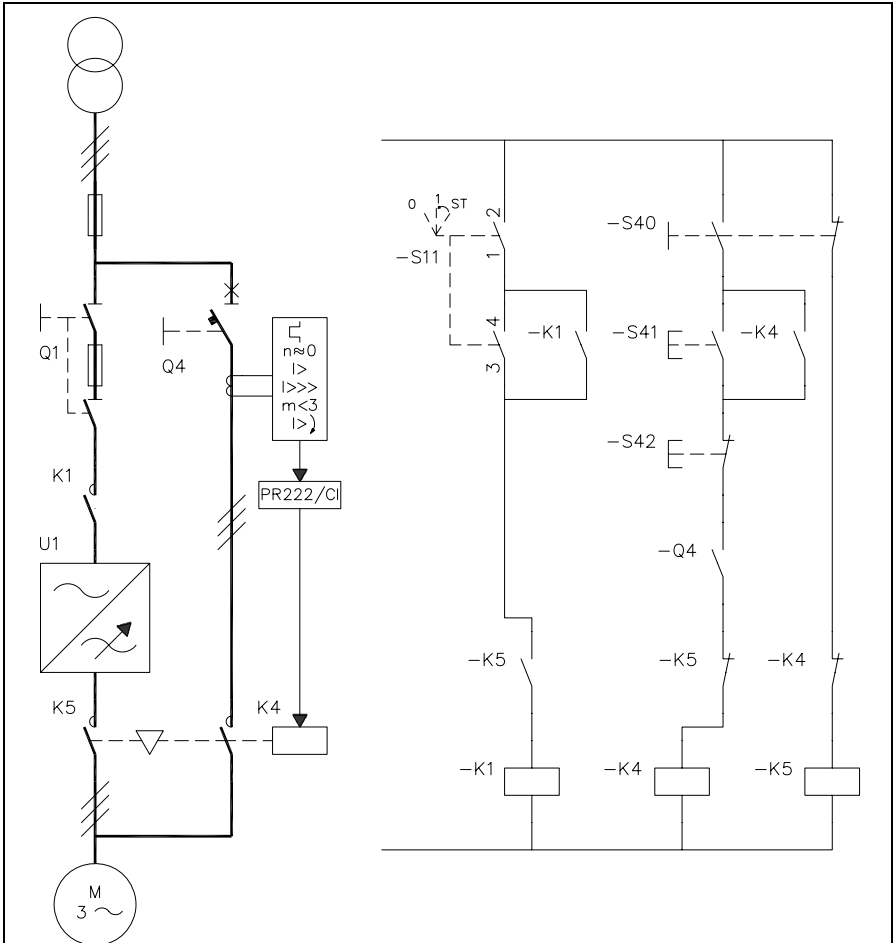 Q1
K1
U1
K5
M
3
Q4
n≈0
I>
I>>>
m<3
I>
PR222/CI
K4
0 1 ST
-S11
2
1
4
3
-K1
-K5
-K1
-S40
-S41
-K4
-S42
-Q4
-K5
-K4
-K4
-K5